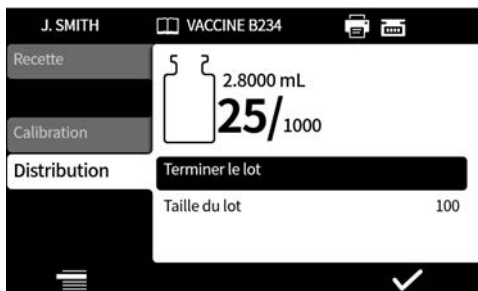 J. SMITH
VACCINE B234
Recette
2.8000 mL
25/1000
Calibration
Distribution
Terminer le lot
Taille du lot 100